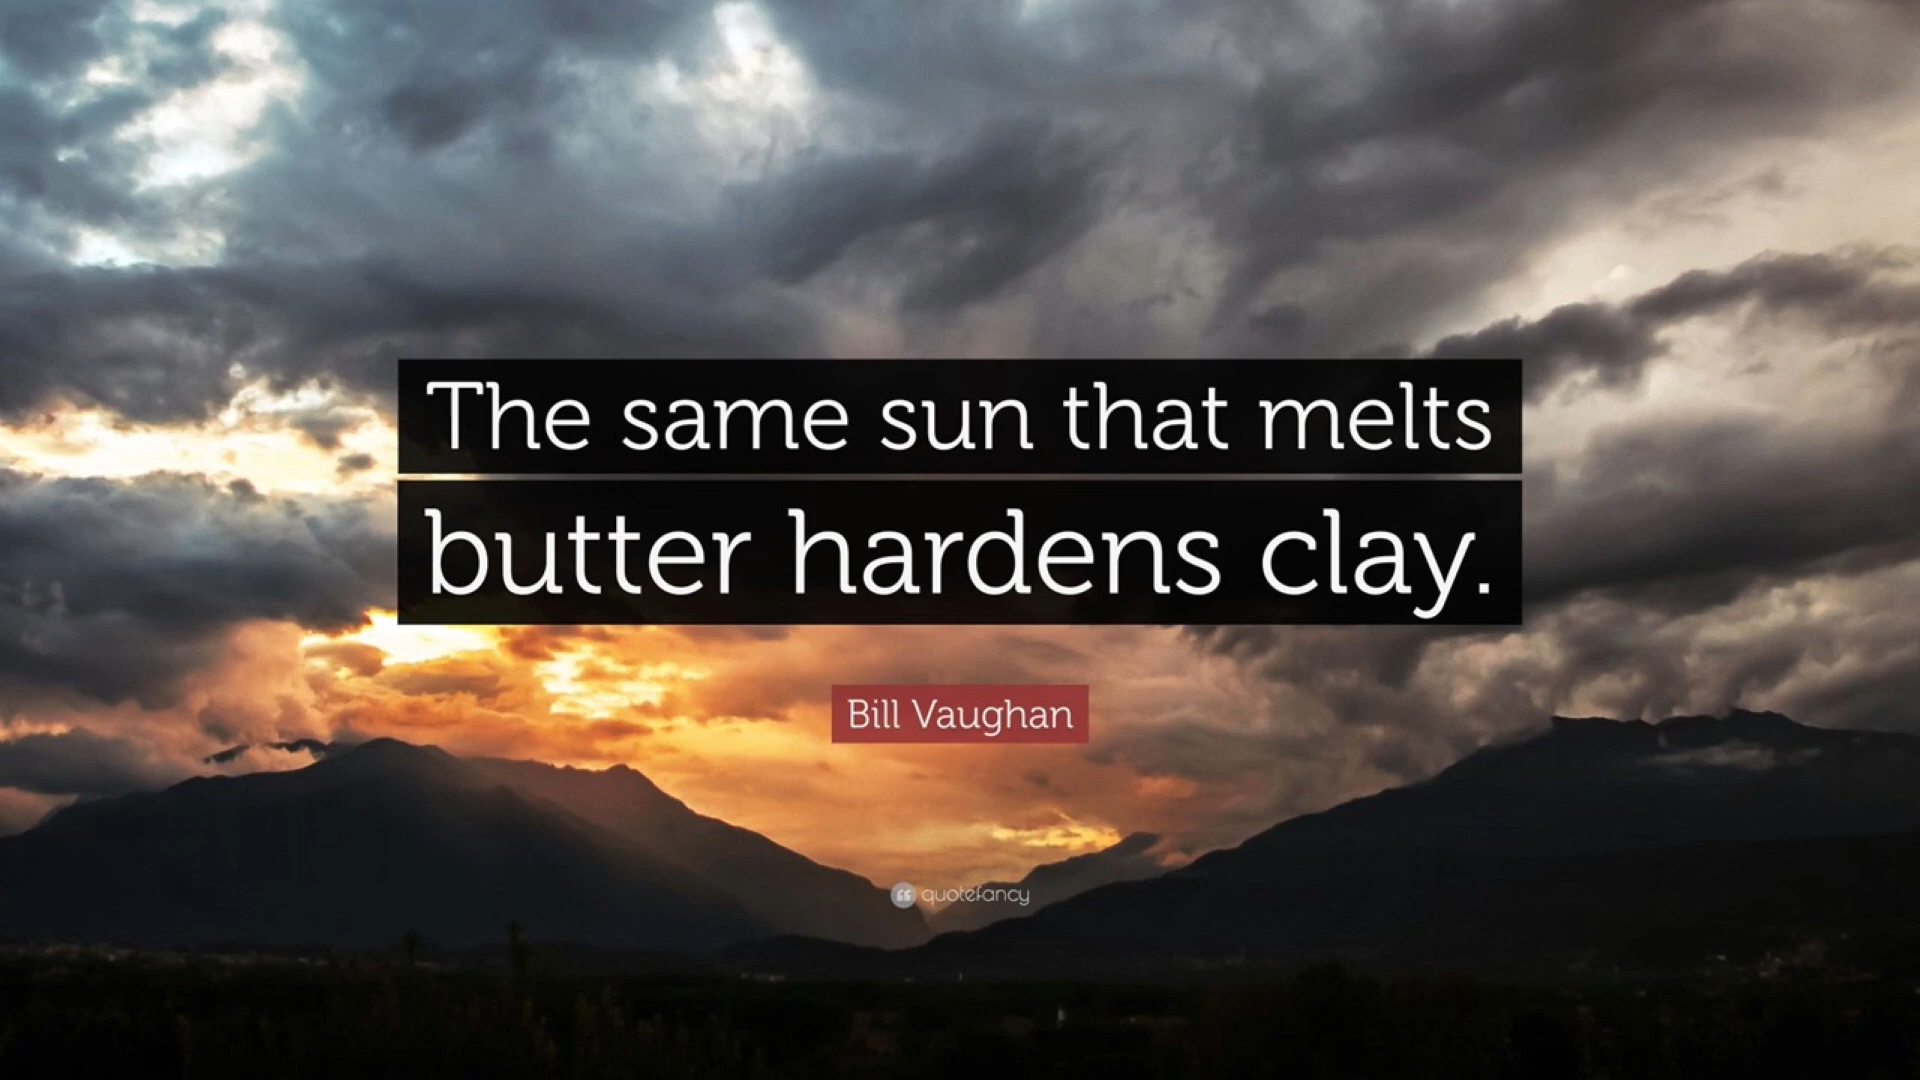 The same sun that melts
butter hardens clay.
Bill Vaughan
quotefancy